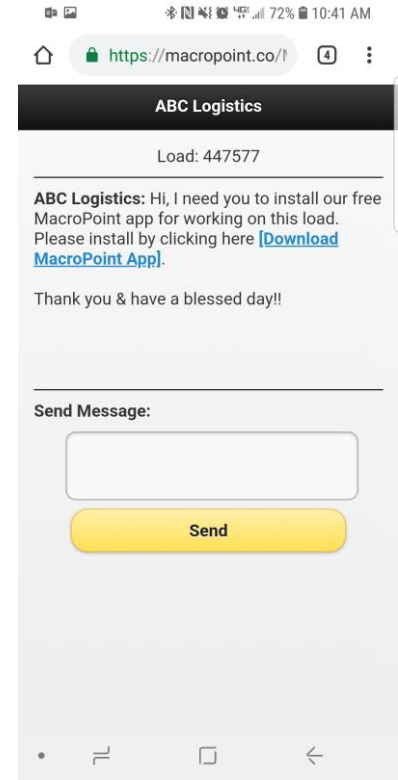 72% 10:41 AM
https://macropoint.co/
4
ABC Logistics
Load: 447577
ABC Logistics: Hi, I need you to install our free
MacroPoint app for working on this load.
Please install by clicking here [Download
MacroPoint App].
Thank you & have a blessed day!!
Send Message:
Send